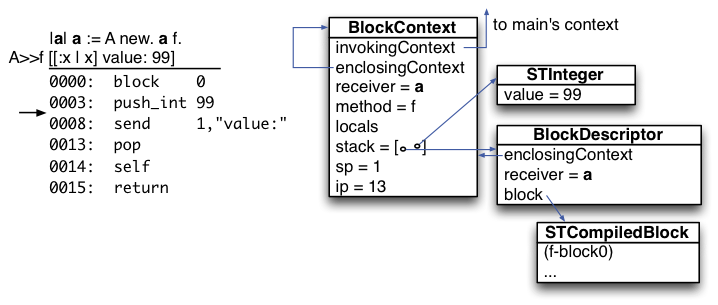 |a| a := A new. a f.
A>>f [[:x | x] value: 99]
0000: block 0
0003: push_int 99
0008: send 1,"value:"
0013: pop
0014: self
0015: return
BlockContext
invokingContext
enclosingContext
receiver = a
method = f
locals
stack = [ ]
sp = 1
ip = 13
to main's context
STInteger
value = 99
BlockDescriptor
enclosingContext
receiver = a
block
STCompiledBlock
(f-block0)
...